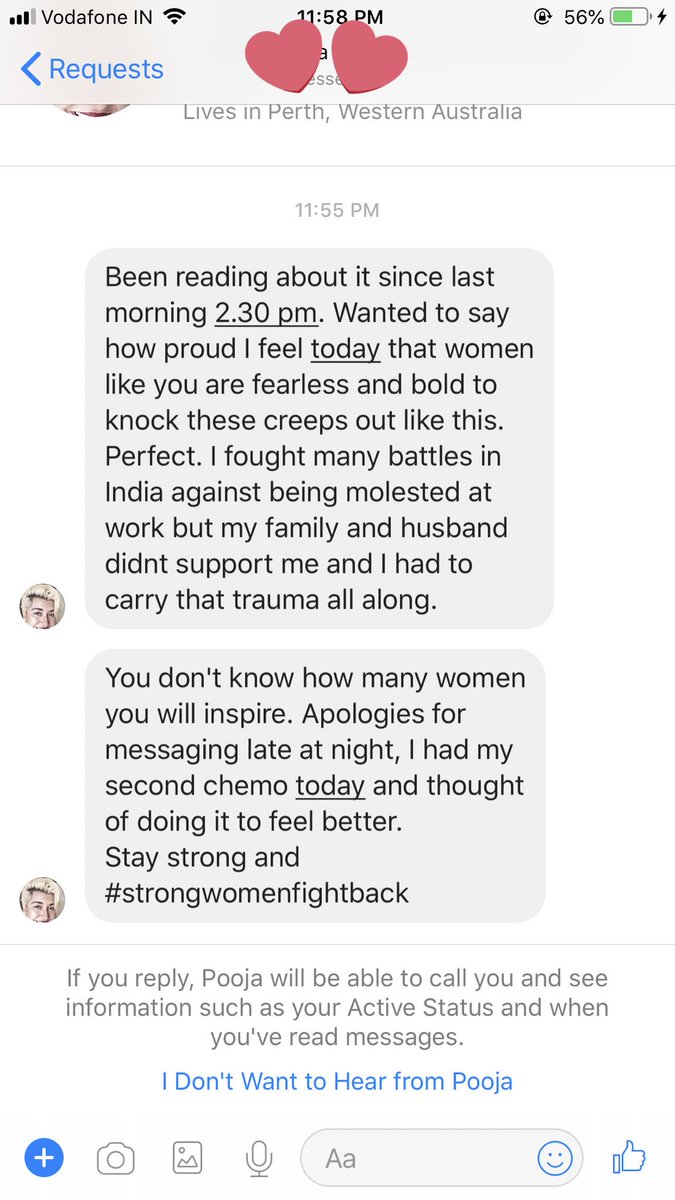 Vodafone IN 11:58 PM 56%
Requests
a
esse
Lives in Perth, Western Australia
11:55 PM
Been reading about it since last
morning 2.30 pm. Wanted to say
how proud I feel today that women
like you are fearless and bold to
knock these creeps out like this.
Perfect. I fought many battles in
India against being molested at
work but my family and husband
didnt support me and I had to
carry that trauma all along.
You don't know how many women
you will inspire. Apologies for
messaging late at night, I had my
second chemo today and thought
of doing it to feel better.
Stay strong and
#strongwomenfightback
If you reply, Pooja will be able to call you and see
information such as your Active Status and when
you've read messages.
I Don't Want to Hear from Pooja
Aa